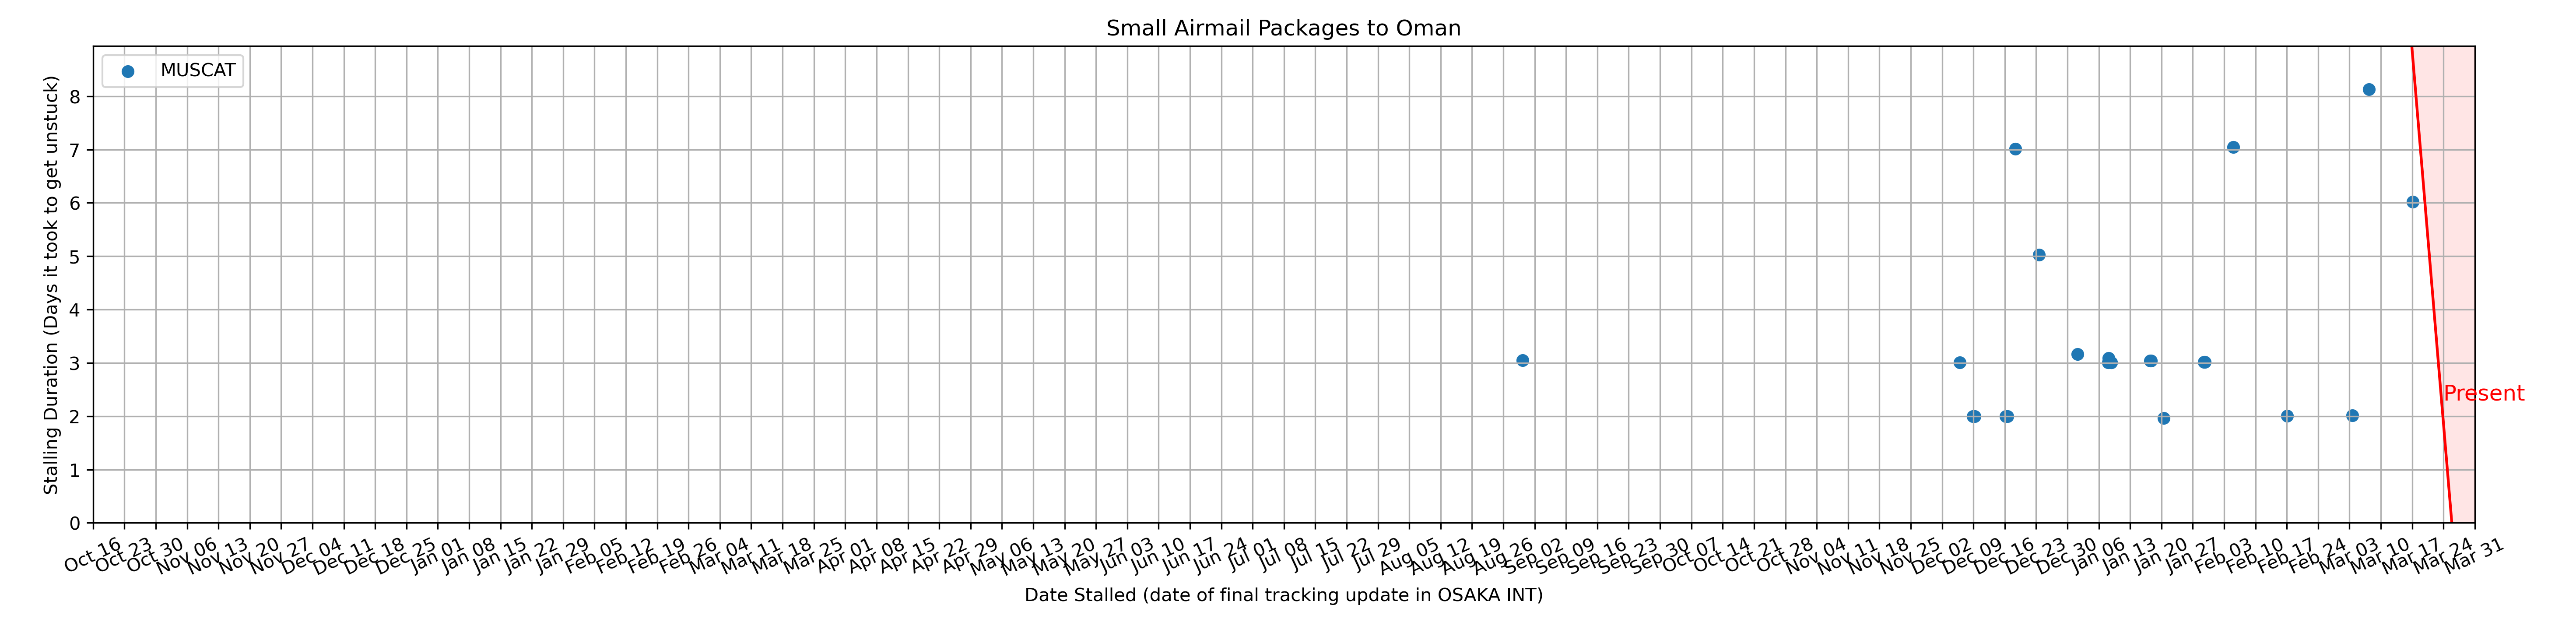 Small Airmail Packages to Oman
MUSCAT
Stalling Duration (Days it took to get unstuck)
8
7
6
5
4
3
2
1
0
Present
Oct 16
Oct 23
Oct 30
Nov 06
Nov 13
Nov 20
Nov 27
Dec 04
Dec 11
Dec 18
Dec 25
Jan 01
Jan 08
Jan 15
Jan 22
Jan 29
Feb 05
Feb 12
Feb 19
Feb 26
Mar 04
Mar 11
Mar 18
Mar 25
Apr 01
Apr 08
Apr 15
Apr 22
Apr 29
May 06
May 13
May 20
May 27
Jun 03
Jun 10
Jun 17
Jun 24
Jul 01
Jul 08
Jul 15
Jul 22
Jul 29
Aug 05
Aug 12
Aug 19
Aug 26
Sep 02
Sep 09
Sep 16
Sep 23
Sep 30
Oct 07
Oct 14
Oct 21
Oct 28
Nov 04
Nov 11
Nov 18
Nov 25
Dec 02
Dec 09
Dec 16
Dec 23
Dec 30
Jan 06
Jan 13
Jan 20
Jan 27
Feb 03
Feb 10
Feb 17
Feb 24
Mar 03
Mar 10
Mar 17
Mar 24
Mar 31
Date Stalled (date of final tracking update in OSAKA INT)